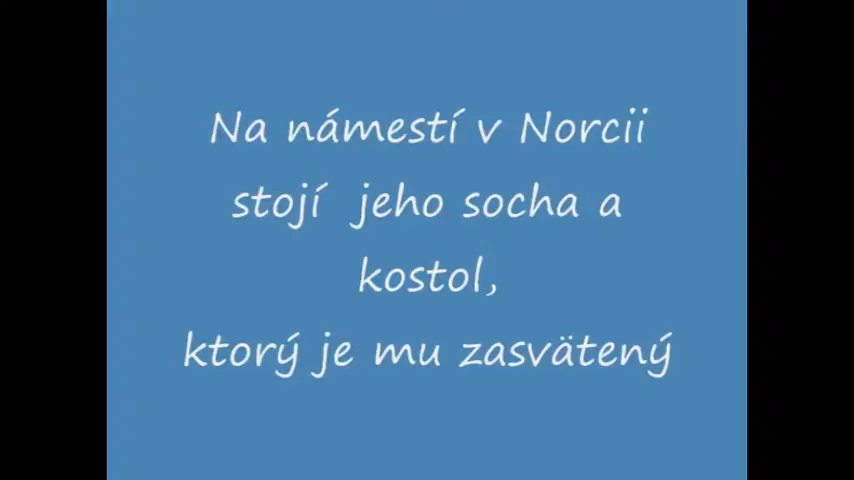 Na námestí v Norcii
stojí jeho socha a
kostol,
ktorý je mu zasvätený